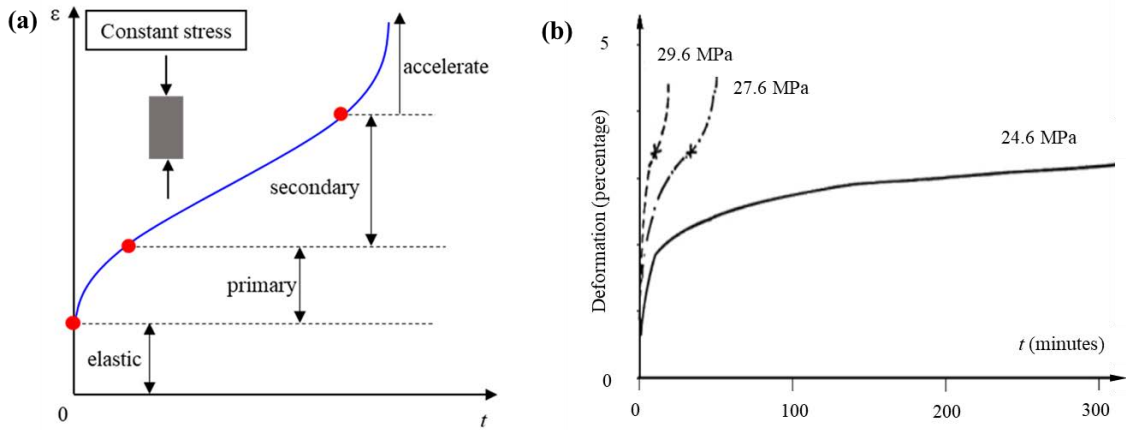 (a)
ε
Constant stress
accelerate
secondary
primary
elastic
0
t
(b)
5
29.6 MPa
27.6 MPa
24.6 MPa
Deformation (percentage)
t (minutes)
0
0
100
200
300